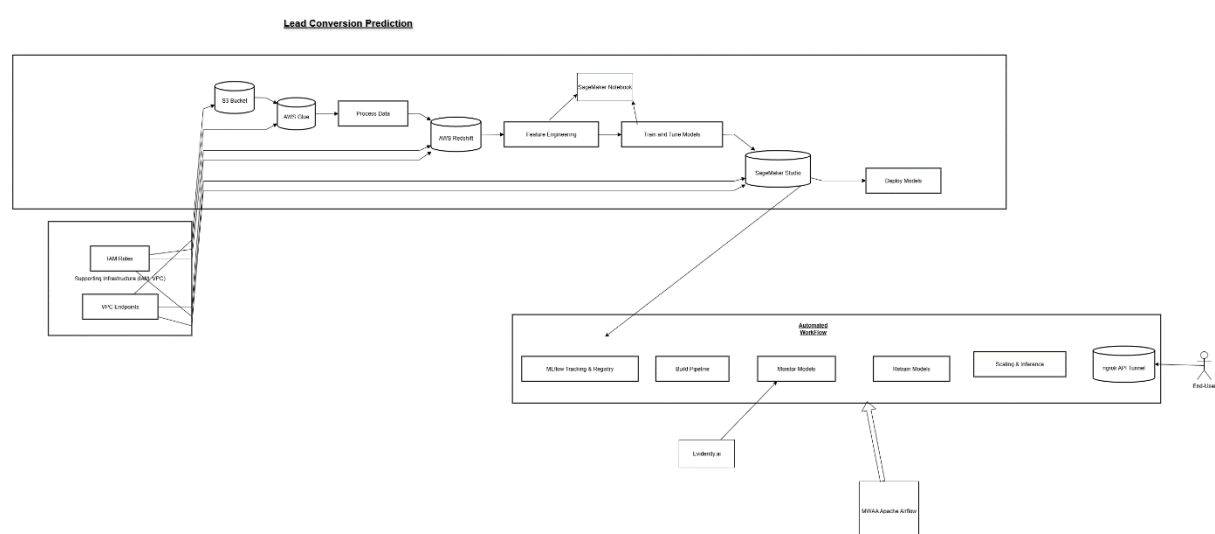 Lead Conversion Prediction
SageMaker Notebook
S3 Bucket
AWS Glue
Process Data
AWS Redshift
Feature Engineering
Train and Tune Models
SageMaker Studio
Deploy Models
IAM Roles
Supporting Infrastructure (IAM, VPC)
VPC Endpoints
Automated
WorkFlow
MLflow Tracking & Registry
Build Pipeline
Monitor Models
Retrain Models
Scaling & Inference
ngrok API Tunnel
End-Use
Evidently.ai
MWAA Apache Airflow